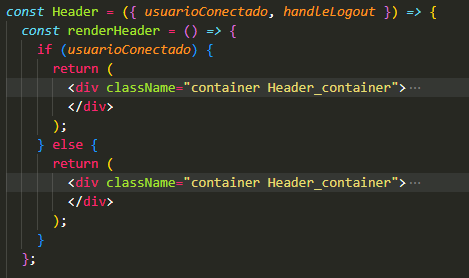 const Header = ({ usuarioConectado, handleLogout }) => {
  const renderHeader = () => {
    if (usuarioConectado) {
      return (
        <div className="container Header_container">···
        </div>
      );
    } else {
      return (
        <div className="container Header_container">···
        </div>
      );
    }
  };